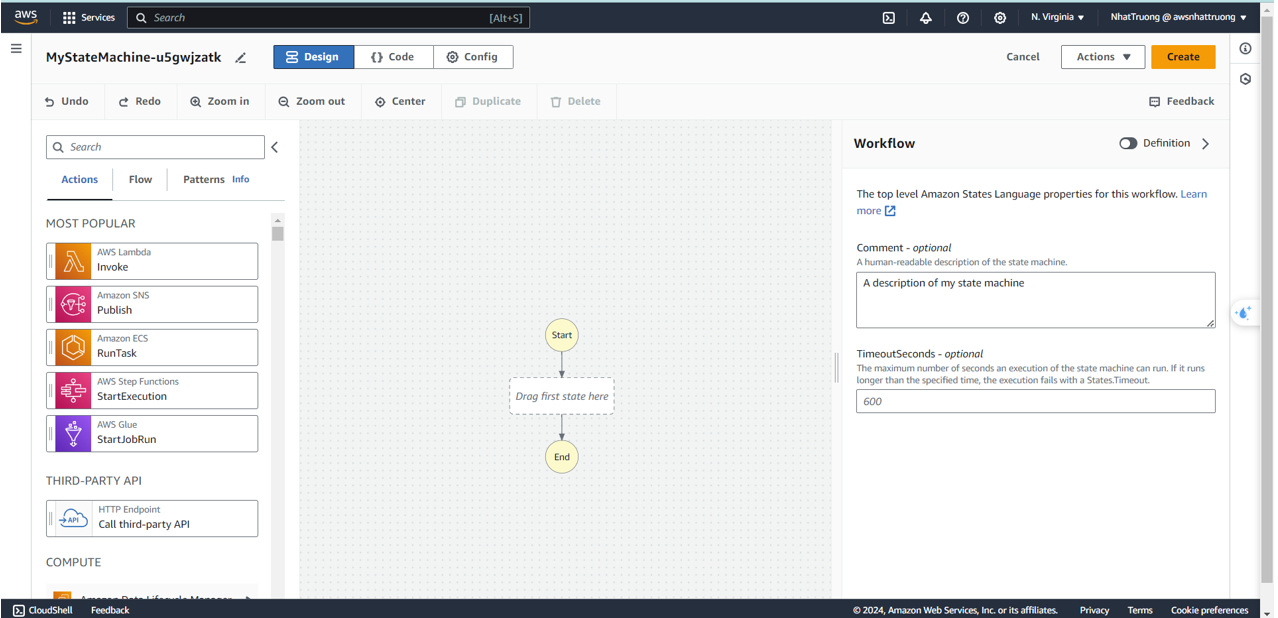 aws Services Search [Alt+S] N. Virginia NhatTruong @ awsnhattruong
MyStateMachine-u5gwjzatk Design {} Code Config Cancel Actions Create
Undo Redo Zoom in Zoom out Center Duplicate Delete Feedback
Search
Actions Flow Patterns Info
MOST POPULAR
AWS Lambda
Invoke
Amazon SNS
Publish
Amazon ECS
RunTask
AWS Step Functions
StartExecution
AWS Glue
StartJobRun
THIRD-PARTY API
API
HTTP Endpoint
Call third-party API
COMPUTE
Amazon Data Lifecycle Manager
Start
Drag first state here
End
Workflow Definition
The top level Amazon States Language properties for this workflow. Learn
more
Comment - optional
A human-readable description of the state machine.
A description of my state machine
TimeoutSeconds - optional
The maximum number of seconds an execution of the state machine can run. If it runs
longer than the specified time, the execution fails with a States.Timeout.
600
CloudShell Feedback © 2024, Amazon Web Services, Inc. or its affiliates. Privacy Terms Cookie preferences